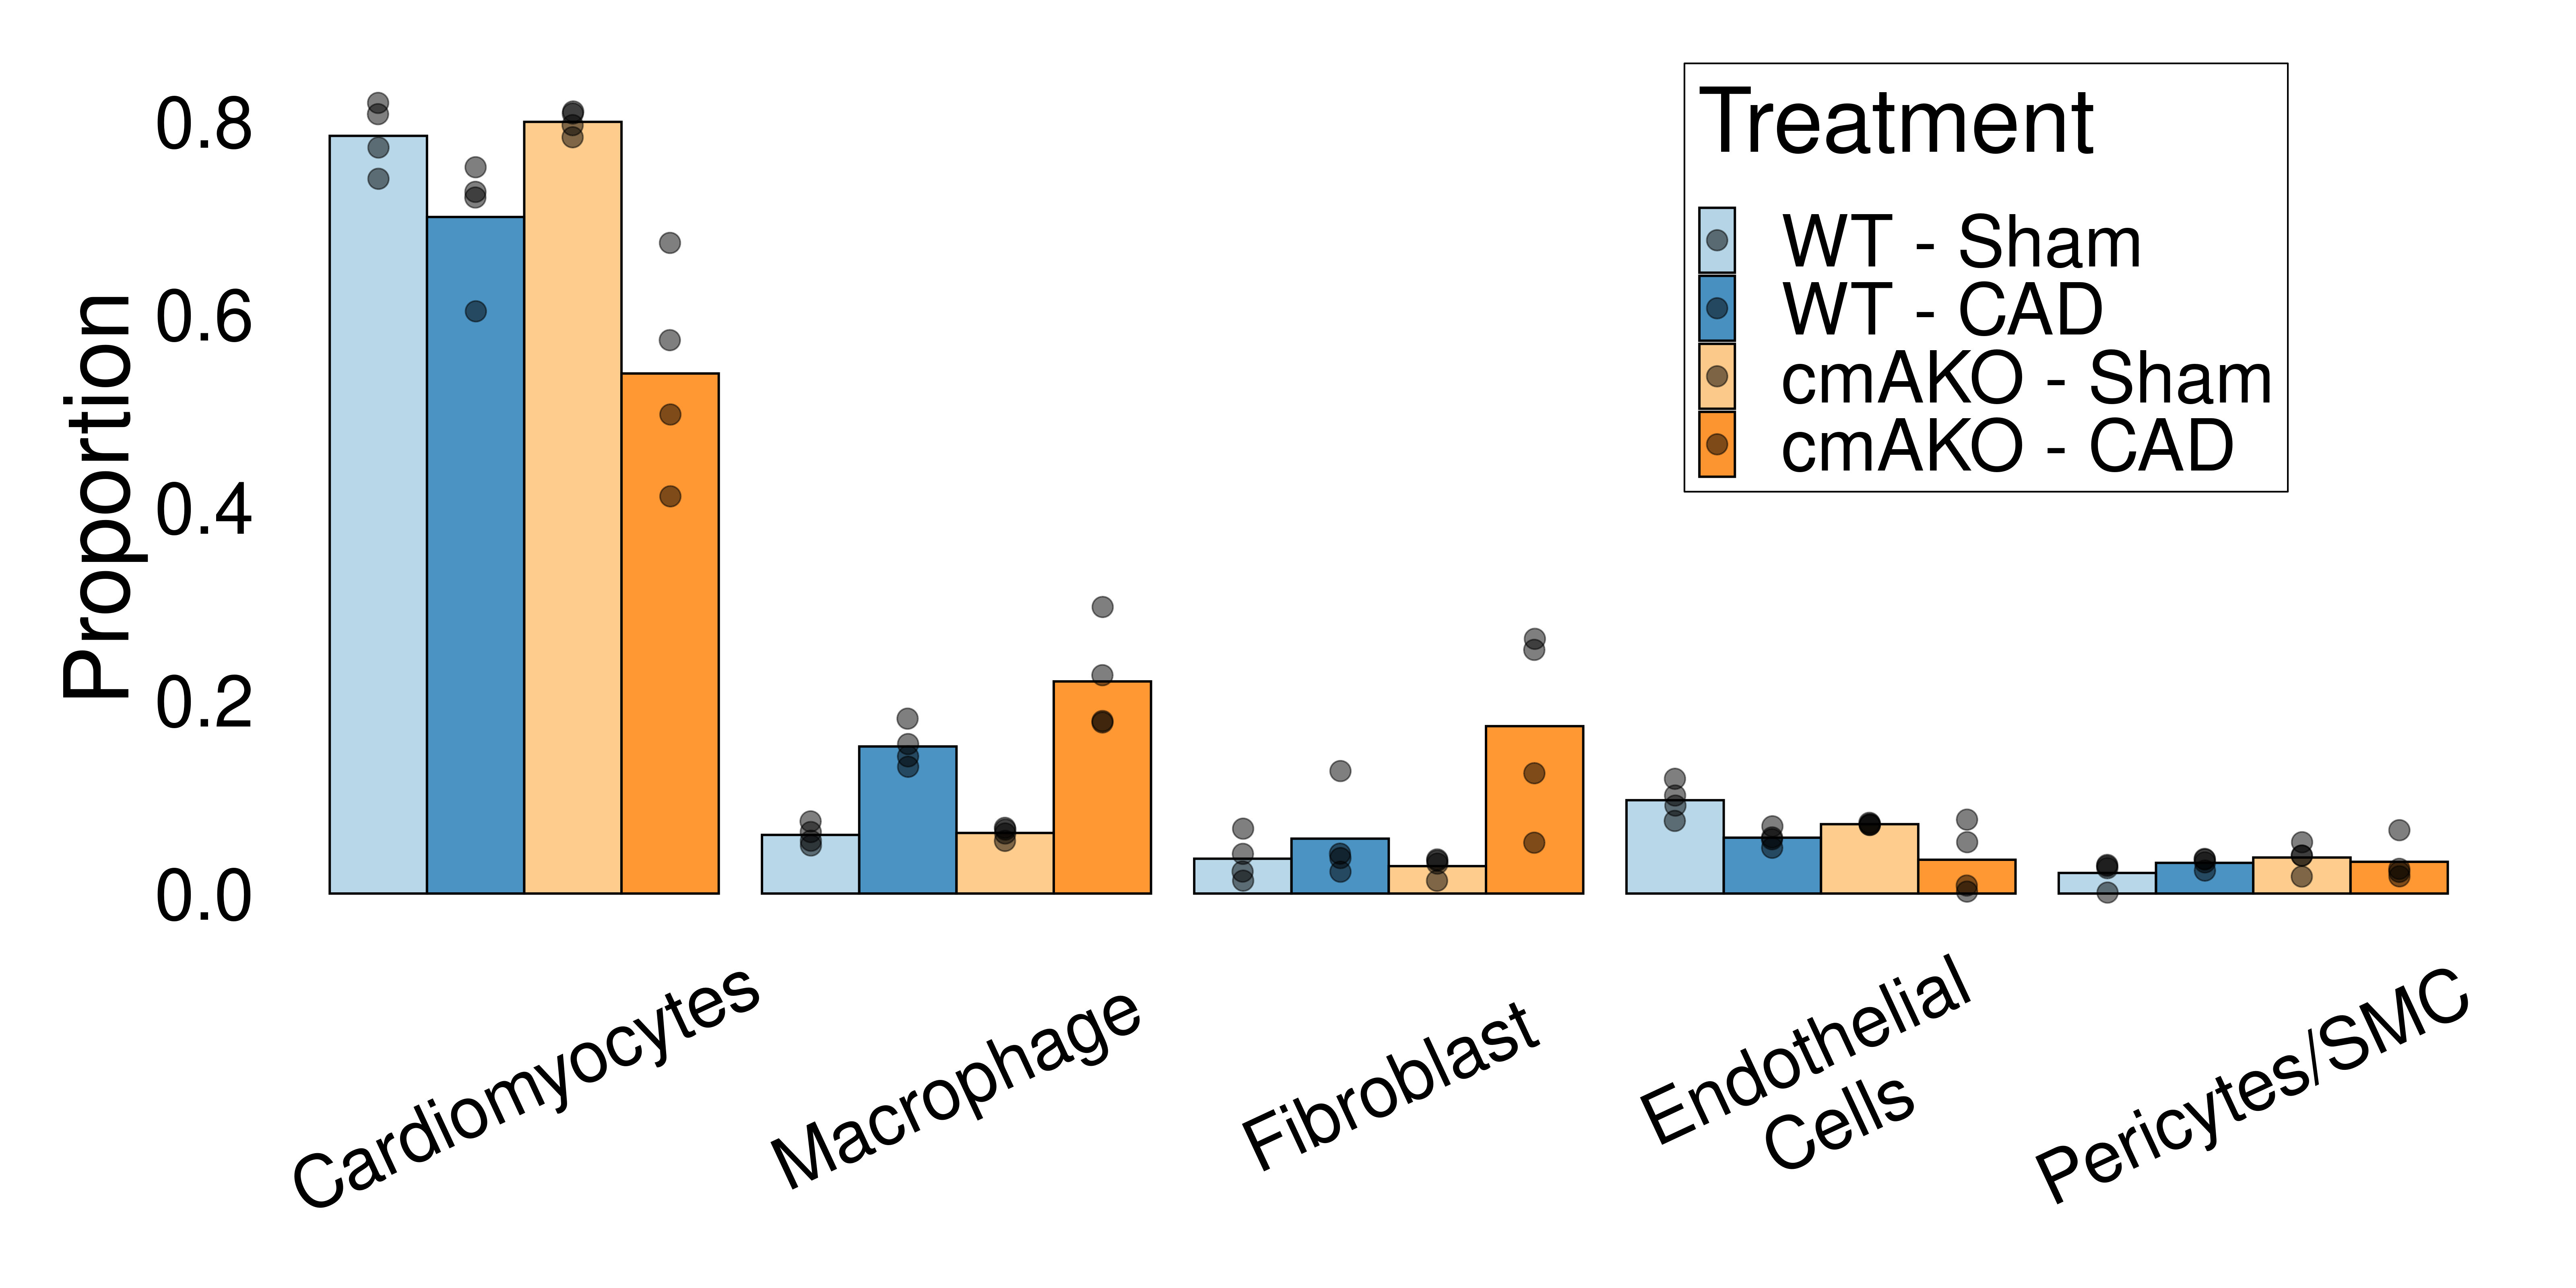 Proportion
0.8
0.6
0.4
0.2
0.0
Treatment
WT - Sham
WT - CAD
cmAKO - Sham
cmAKO - CAD
Cardiomyocytes
Macrophage
Fibroblast
Endothelial
Cells
Pericytes/SMC